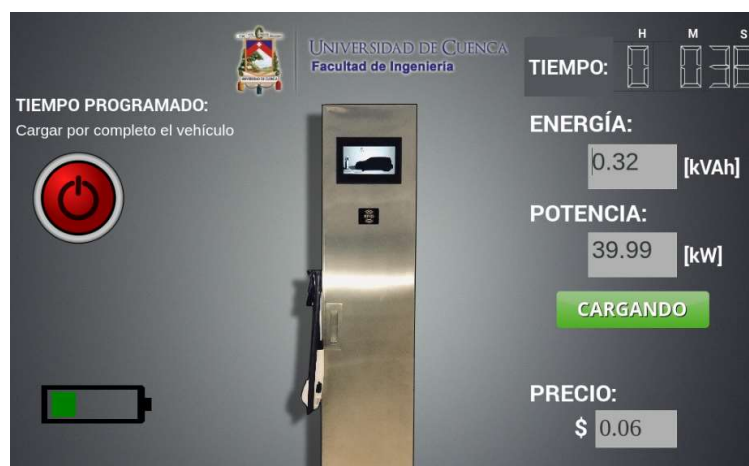 UNIVERSIDAD DE CUENCA
Facultad de Ingeniería
H M S
TIEMPO:
TIEMPO PROGRAMADO:
Cargar por completo el vehículo
ENERGÍA:
0.32 [kVAh]
POTENCIA:
39.99 [kW]
CARGANDO
PRECIO:
$ 0.06